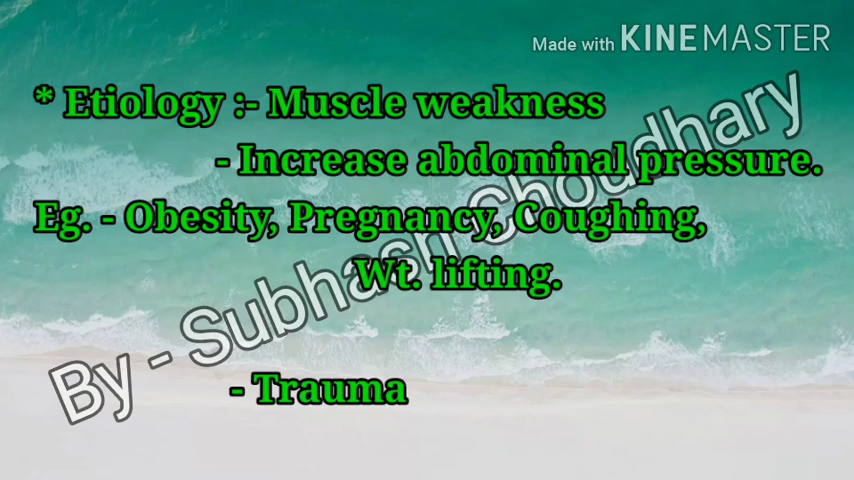 Made with KINEMASTER
* Etiology :- Muscle weakness
- Increase abdominal pressure.
Eg. - Obesity, Pregnancy, Coughing,
Wt. lifting.
- Trauma
By - Subhash Choudhary